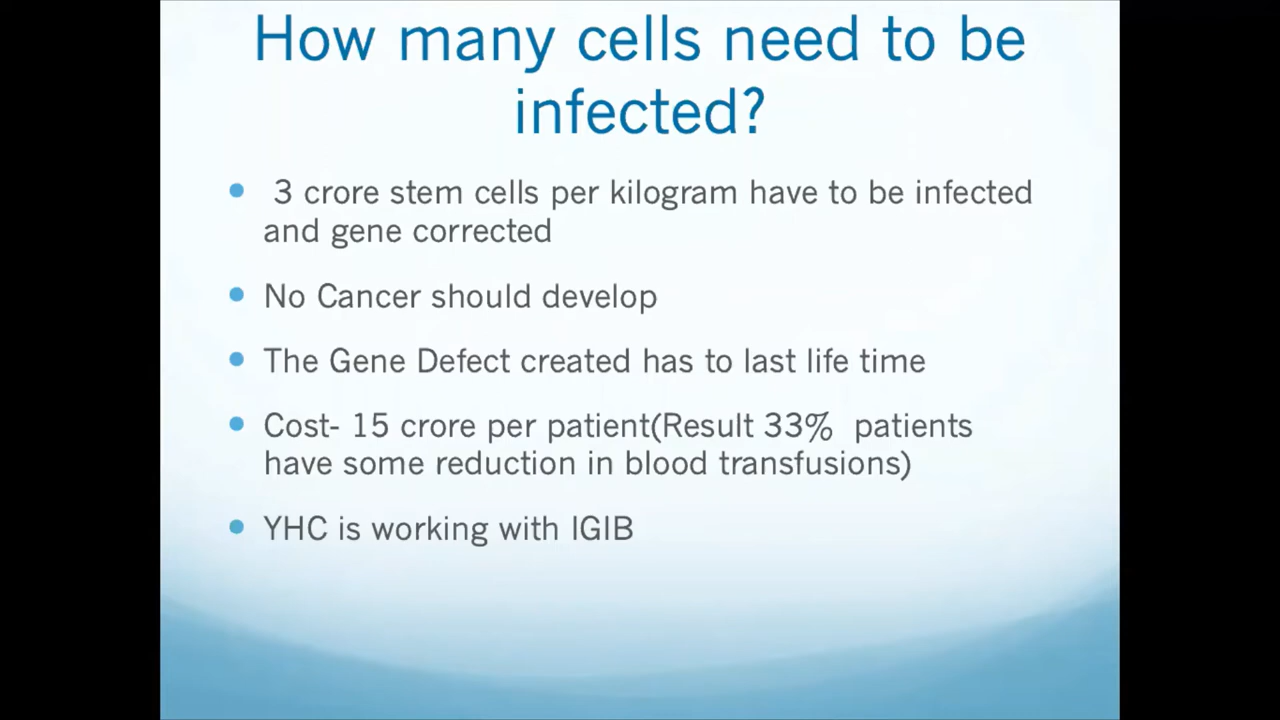 How many cells need to be
infected?
• 3 crore stem cells per kilogram have to be infected
and gene corrected
• No Cancer should develop
• The Gene Defect created has to last life time
• Cost- 15 crore per patient(Result 33% patients
have some reduction in blood transfusions)
• YHC is working with IGIB